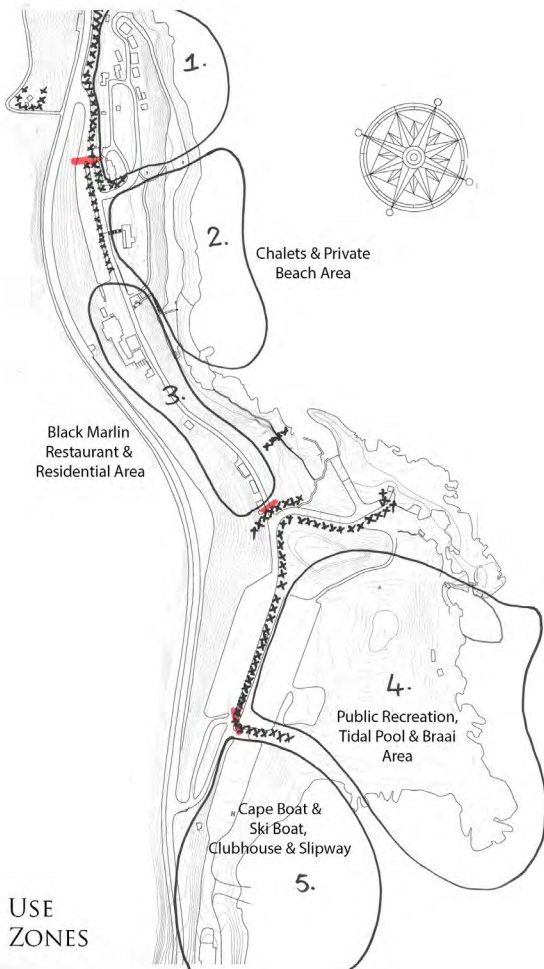 1.
2.
Chalets & Private
Beach Area
3.
Black Marlin
Restaurant &
Residential Area
4.
Public Recreation,
Tidal Pool & Braai
Area
Cape Boat &
Ski Boat,
Clubhouse & Slipway
5.
USE
ZONES